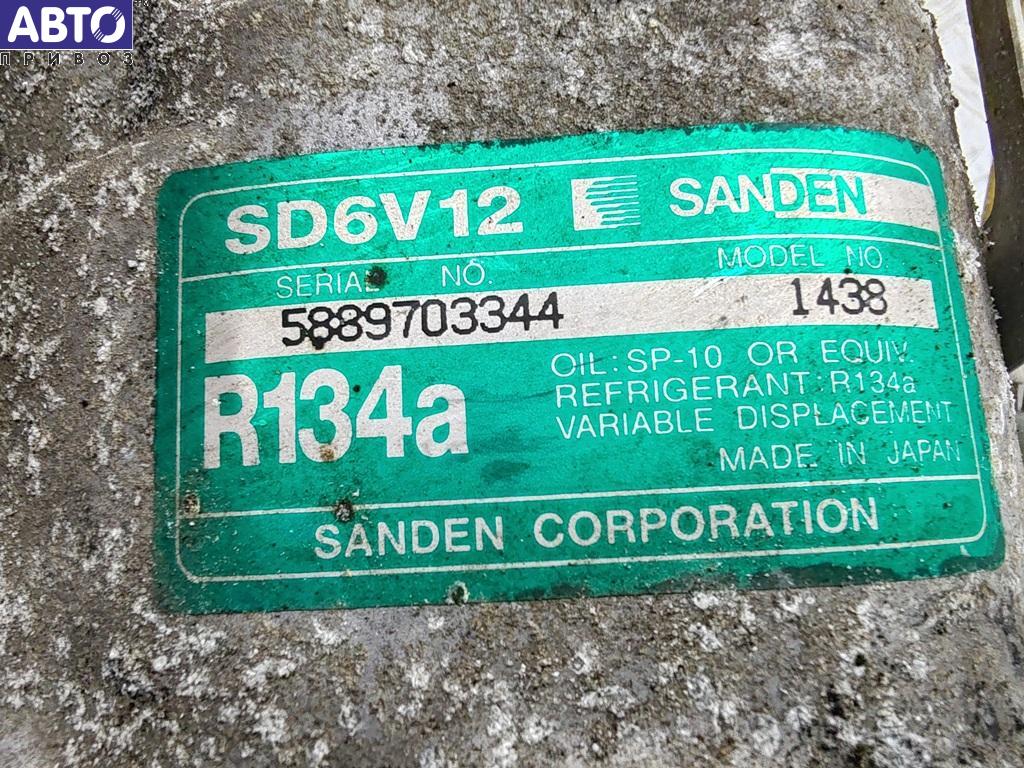 АВТО
ПРИВОЗ
SD6V12 SANDEN
SERIAL NO. MODEL NO.
5889703344 1438
R134a
OIL: SP-10 OR EQUIV.
REFRIGERANT: R134a
VARIABLE DISPLACEMENT
MADE IN JAPAN
SANDEN CORPORATION